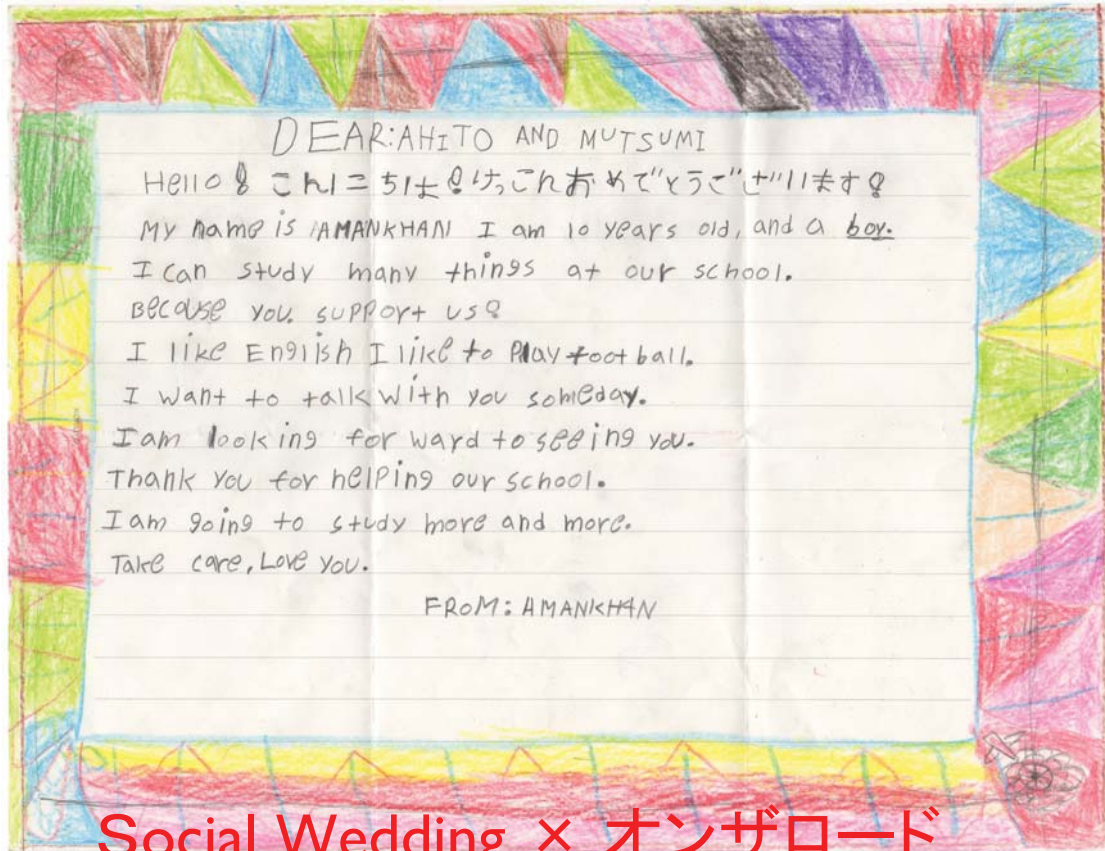 DEAR:AHITO AND MUTSUMI
Hello! こんにちは!けっこんおめでとうございます!
My name is AMANKHAN I am 10 years old, and a boy.
I can study many things at our school.
Because you support us!
I like English I like to Play football.
I want to talk with you someday.
I am looking for ward to seeing you.
Thank you for helping our school.
I am going to study more and more.
Take care, Love you.
FROM: AMANKHAN
Social Wedding × オンザロード